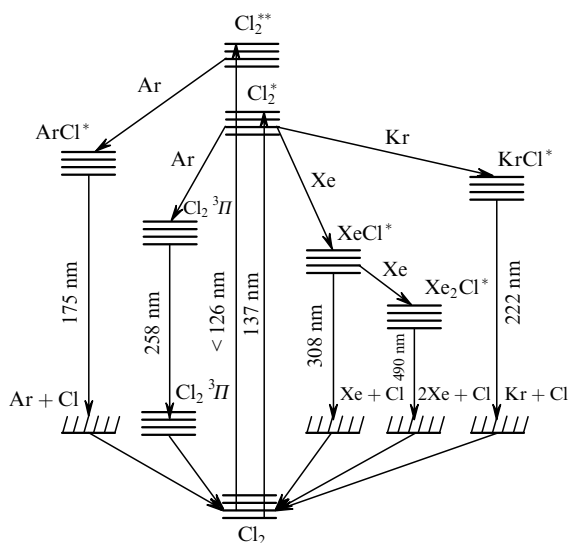 Cl₂**
Ar
Cl₂*
ArCl*
Ar
Kr
KrCl*
Xe
Cl₂ ³Π
XeCl*
Xe
Xe₂Cl*
175 nm
258 nm
< 126 nm
137 nm
308 nm
490 nm
222 nm
Ar + Cl
Cl₂ ³Π
Xe + Cl
2Xe + Cl
Kr + Cl
Cl₂